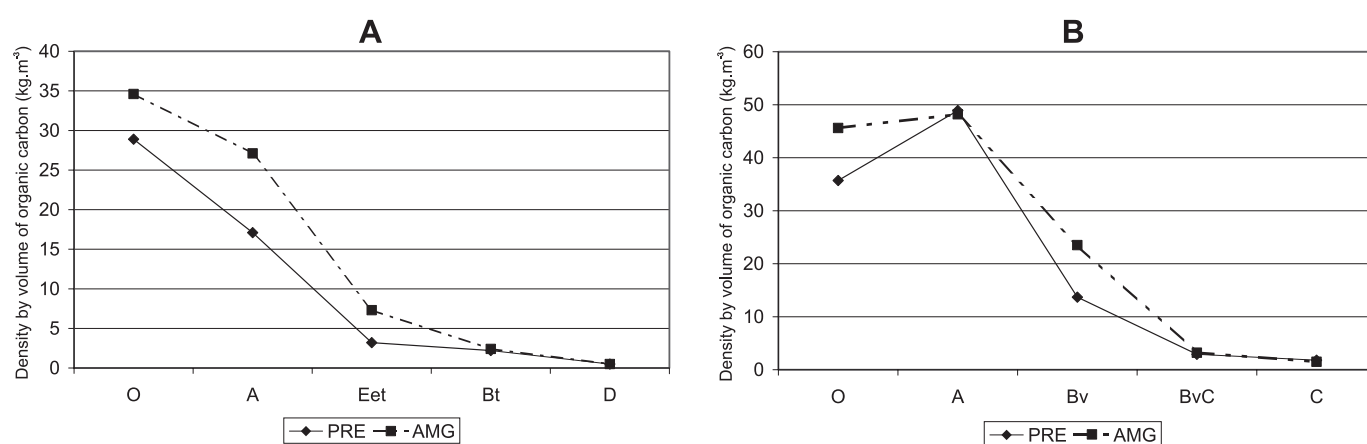 A
Density by volume of organic carbon (kg.m⁻³)
40
35
30
25
20
15
10
5
0
O A Eet Bt D
PRE AMG
B
Density by volume of organic carbon (kg.m⁻³)
60
50
40
30
20
10
0
O A Bv BvC C
PRE AMG